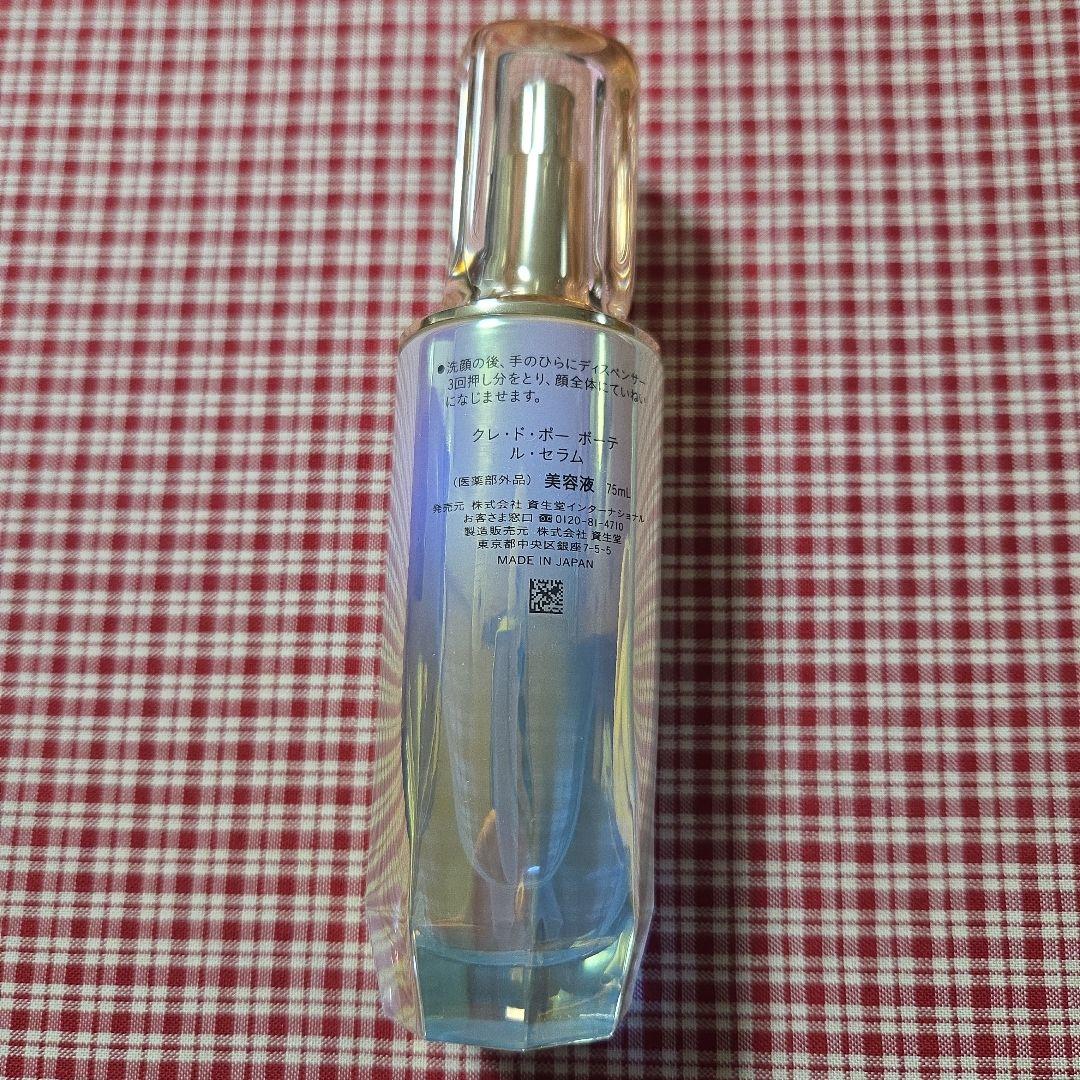 ●洗顔の後、手のひらにディスペンサー
3回押し分をとり、顔全体にていねい
になじませます。
クレ・ド・ポー ボーテ
ル・セラム
(医薬部外品) 美容液 75mL
発売元 株式会社 資生堂インターナショナル
お客さま窓口 0120-81-4710
製造販売元 株式会社 資生堂
東京都中央区銀座7-5-5
MADE IN JAPAN